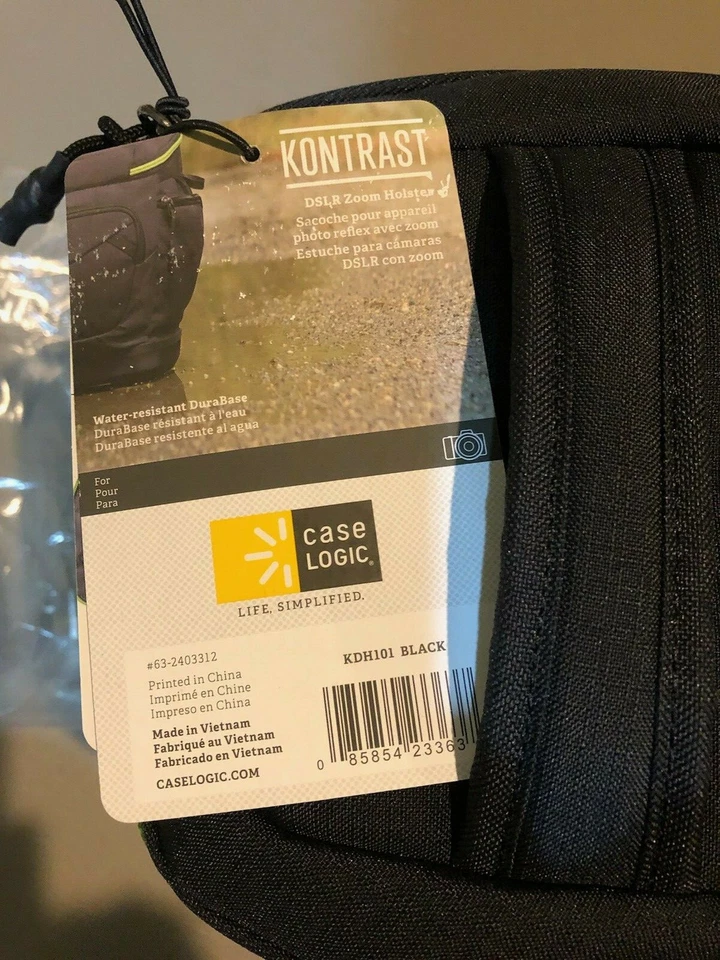 KONTRAST
DSLR Zoom Holster
Sacoche pour appareil
photo reflex avec zoom
Estuche para cámaras
DSLR con zoom
Water-resistant DuraBase
DuraBase résistant à l'eau
DuraBase resistente al agua
For
Pour
Para
case
LOGIC®
LIFE, SIMPLIFIED.
#63-2403312
Printed in China
Imprimé en Chine
Impreso en China
Made in Vietnam
Fabriqué au Vietnam
Fabricado en Vietnam
CASELOGIC.COM
KDH101 BLACK
0 85854 23363